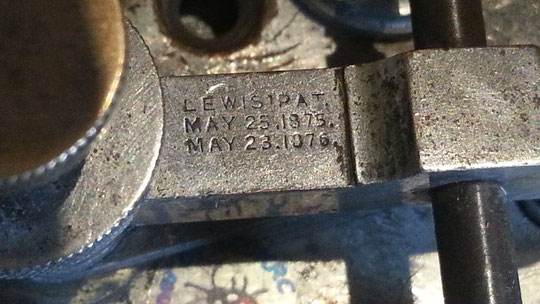 LEWIS' PAT.
MAY 25.1875.
MAY 23.1876.